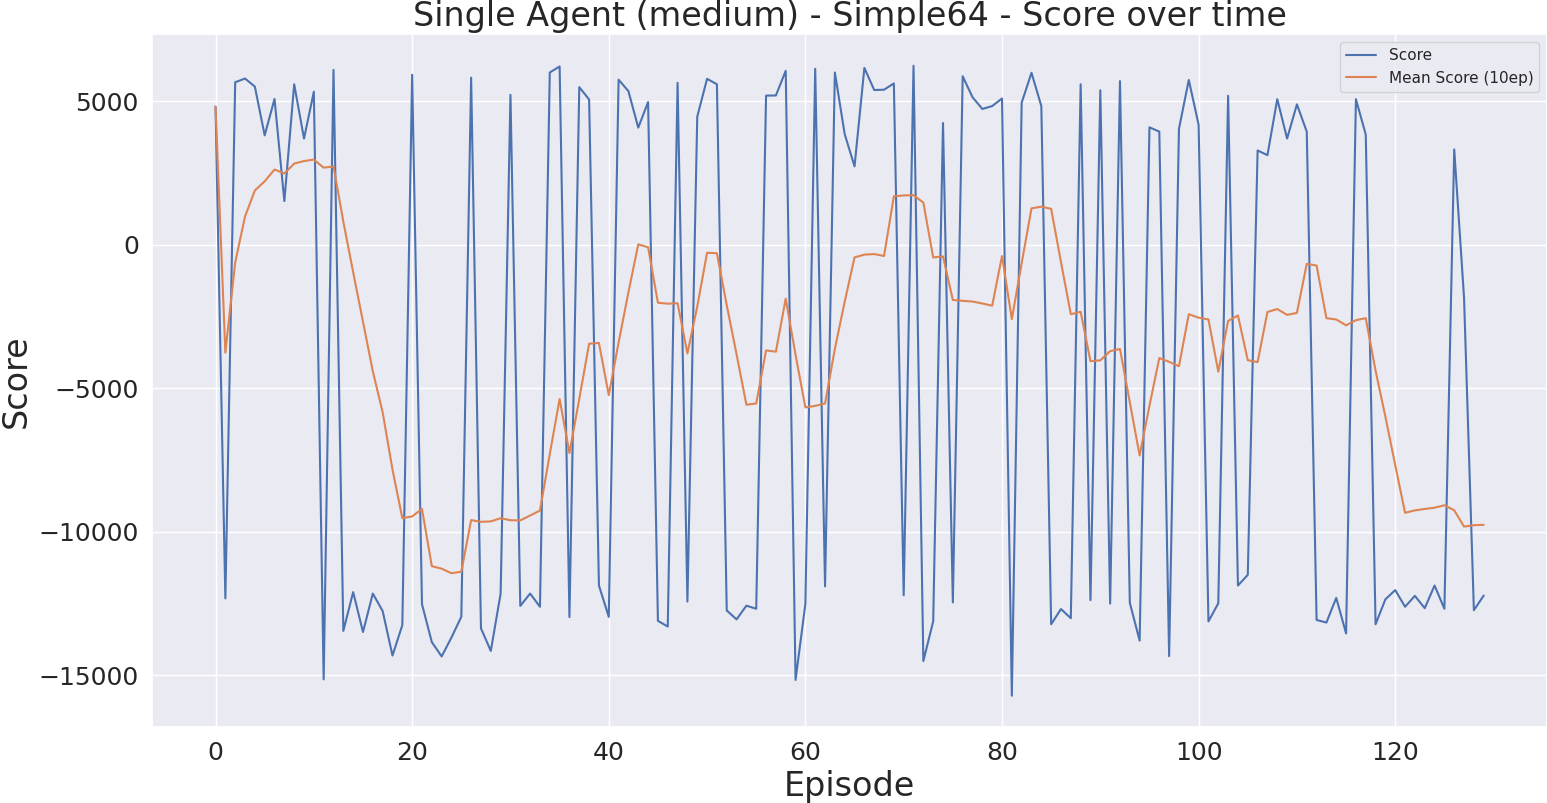 Single Agent (medium) - Simple64 - Score over time
Score
Mean Score (10ep)
5000
0
−5000
−10000
−15000
Score
0 20 40 60 80 100 120
Episode